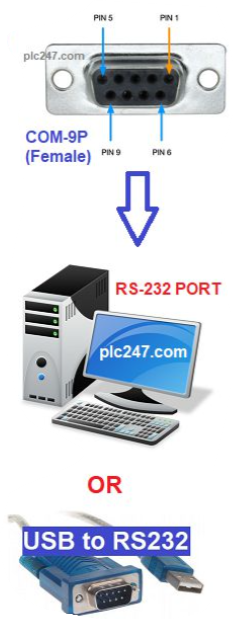 PIN 5
PIN 1
plc247.com
COM-9P
(Female)
PIN 9
PIN 6
RS-232 PORT
plc247.com
OR
USB to RS232